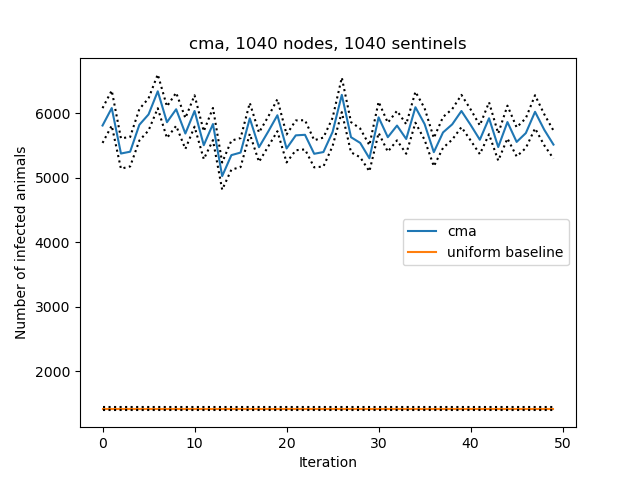 cma, 1040 nodes, 1040 sentinels
Number of infected animals
6000
5000
4000
3000
2000
cma
uniform baseline
0 10 20 30 40 50
Iteration